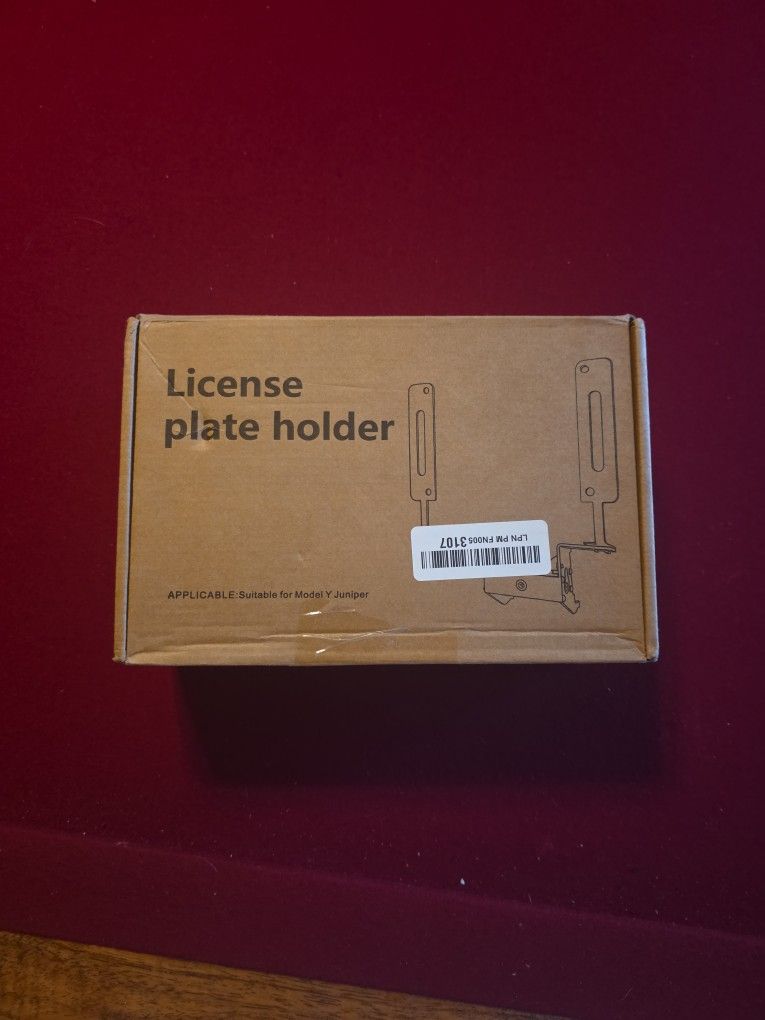 License
plate holder
LPN PM FN005 3107
APPLICABLE:Suitable for Model Y Juniper